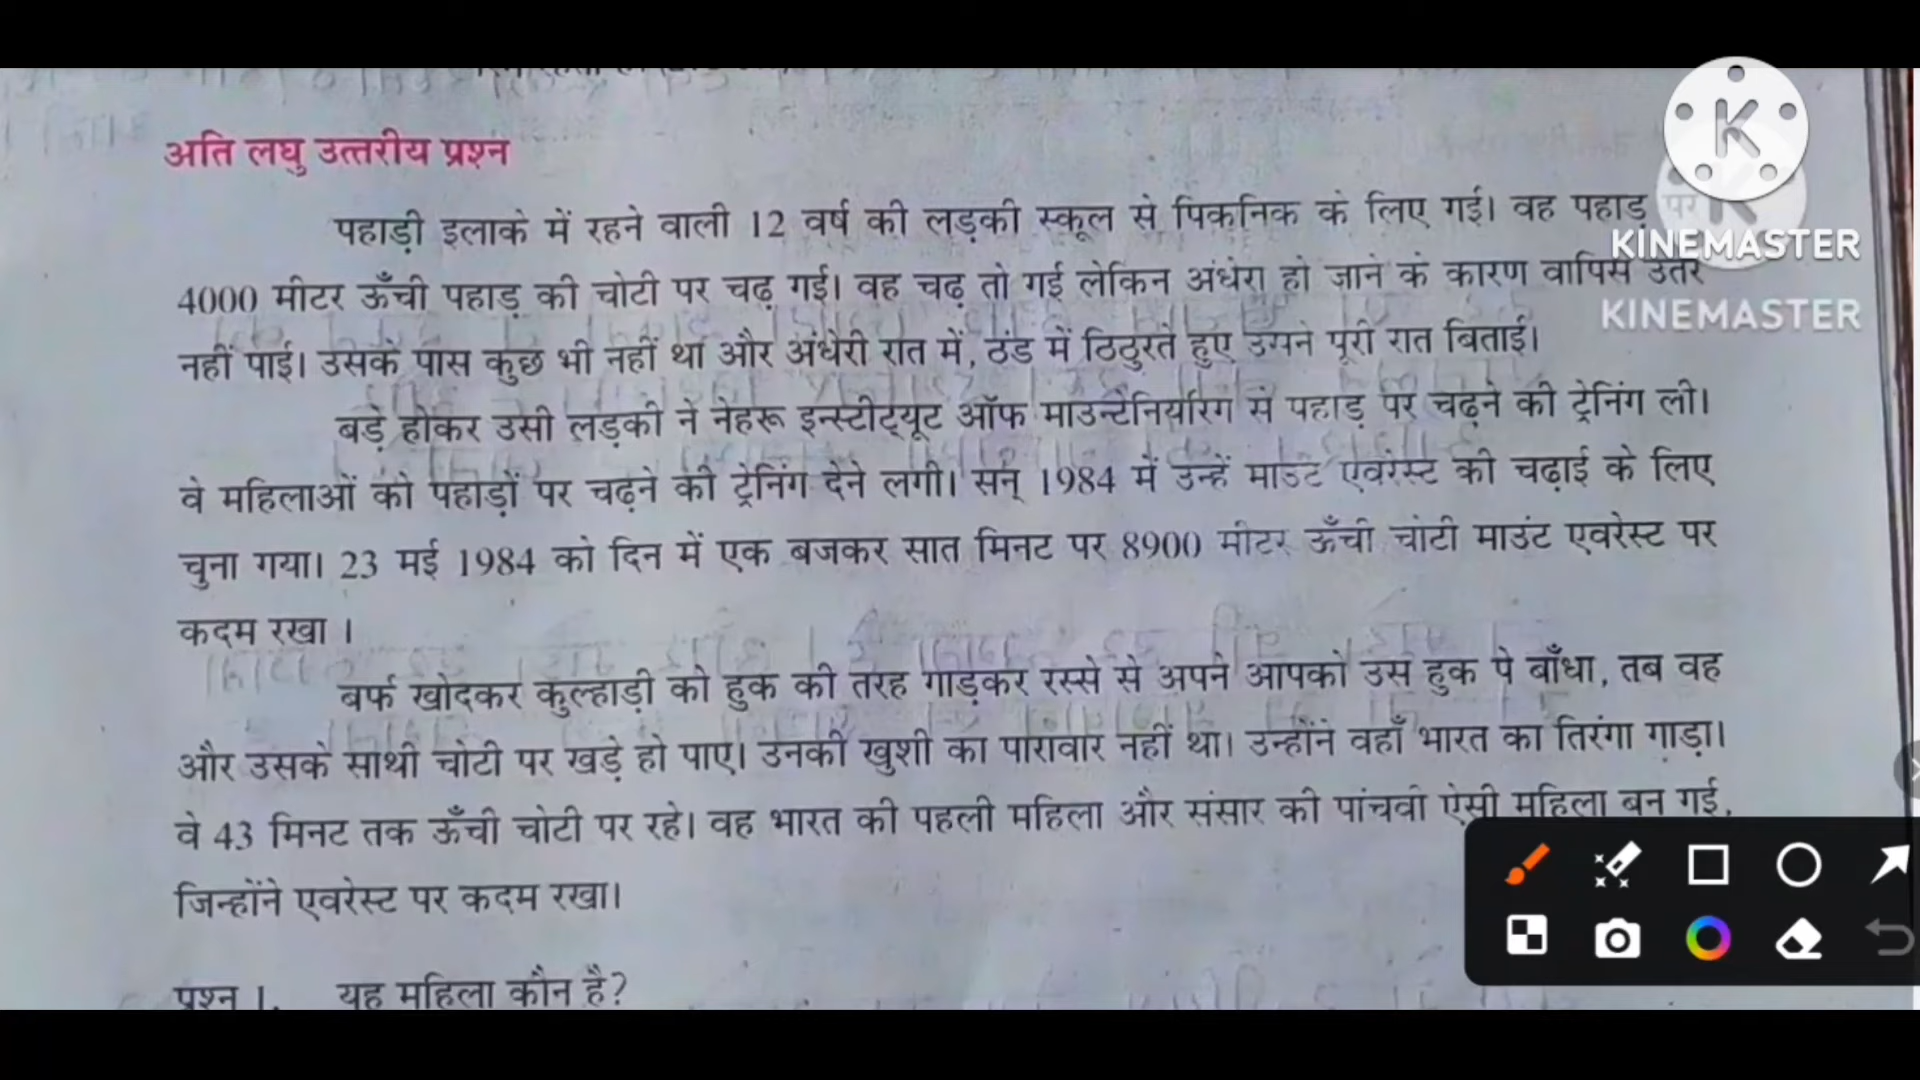 अति लघु उत्तरीय प्रश्न
पहाड़ी इलाके में रहने वाली 12 वर्ष की लड़की स्कूल से पिकनिक के लिए गई। वह पहाड़ पर
4000 मीटर ऊँची पहाड़ की चोटी पर चढ़ गई। वह चढ़ तो गई लेकिन अंधेरा हो जाने के कारण वापिस उतर
नहीं पाई। उसके पास कुछ भी नहीं था और अंधेरी रात में, ठंड में ठिठुरते हुए उसने पूरी रात बिताई।
बड़े होकर उसी लड़की ने नेहरू इन्स्टीट्यूट ऑफ माउन्टेनियरिंग से पहाड़ पर चढ़ने की ट्रेनिंग ली।
वे महिलाओं को पहाड़ों पर चढ़ने की ट्रेनिंग देने लगी। सन् 1984 में उन्हें माउंट एवरेस्ट की चढ़ाई के लिए
चुना गया। 23 मई 1984 को दिन में एक बजकर सात मिनट पर 8900 मीटर ऊँची चोटी माउंट एवरेस्ट पर
कदम रखा ।
बर्फ खोदकर कुल्हाड़ी को हुक की तरह गाड़कर रस्से से अपने आपको उस हुक पे बाँधा, तब वह
और उसके साथी चोटी पर खड़े हो पाए। उनकी खुशी का पारावार नहीं था। उन्होंने वहाँ भारत का तिरंगा गाड़ा।
वे 43 मिनट तक ऊँची चोटी पर रहे। वह भारत की पहली महिला और संसार की पांचवी ऐसी महिला बन गई,
जिन्होंने एवरेस्ट पर कदम रखा।
प्रश्न 1. यह महिला कौन है?
KINEMASTER
KINEMASTER